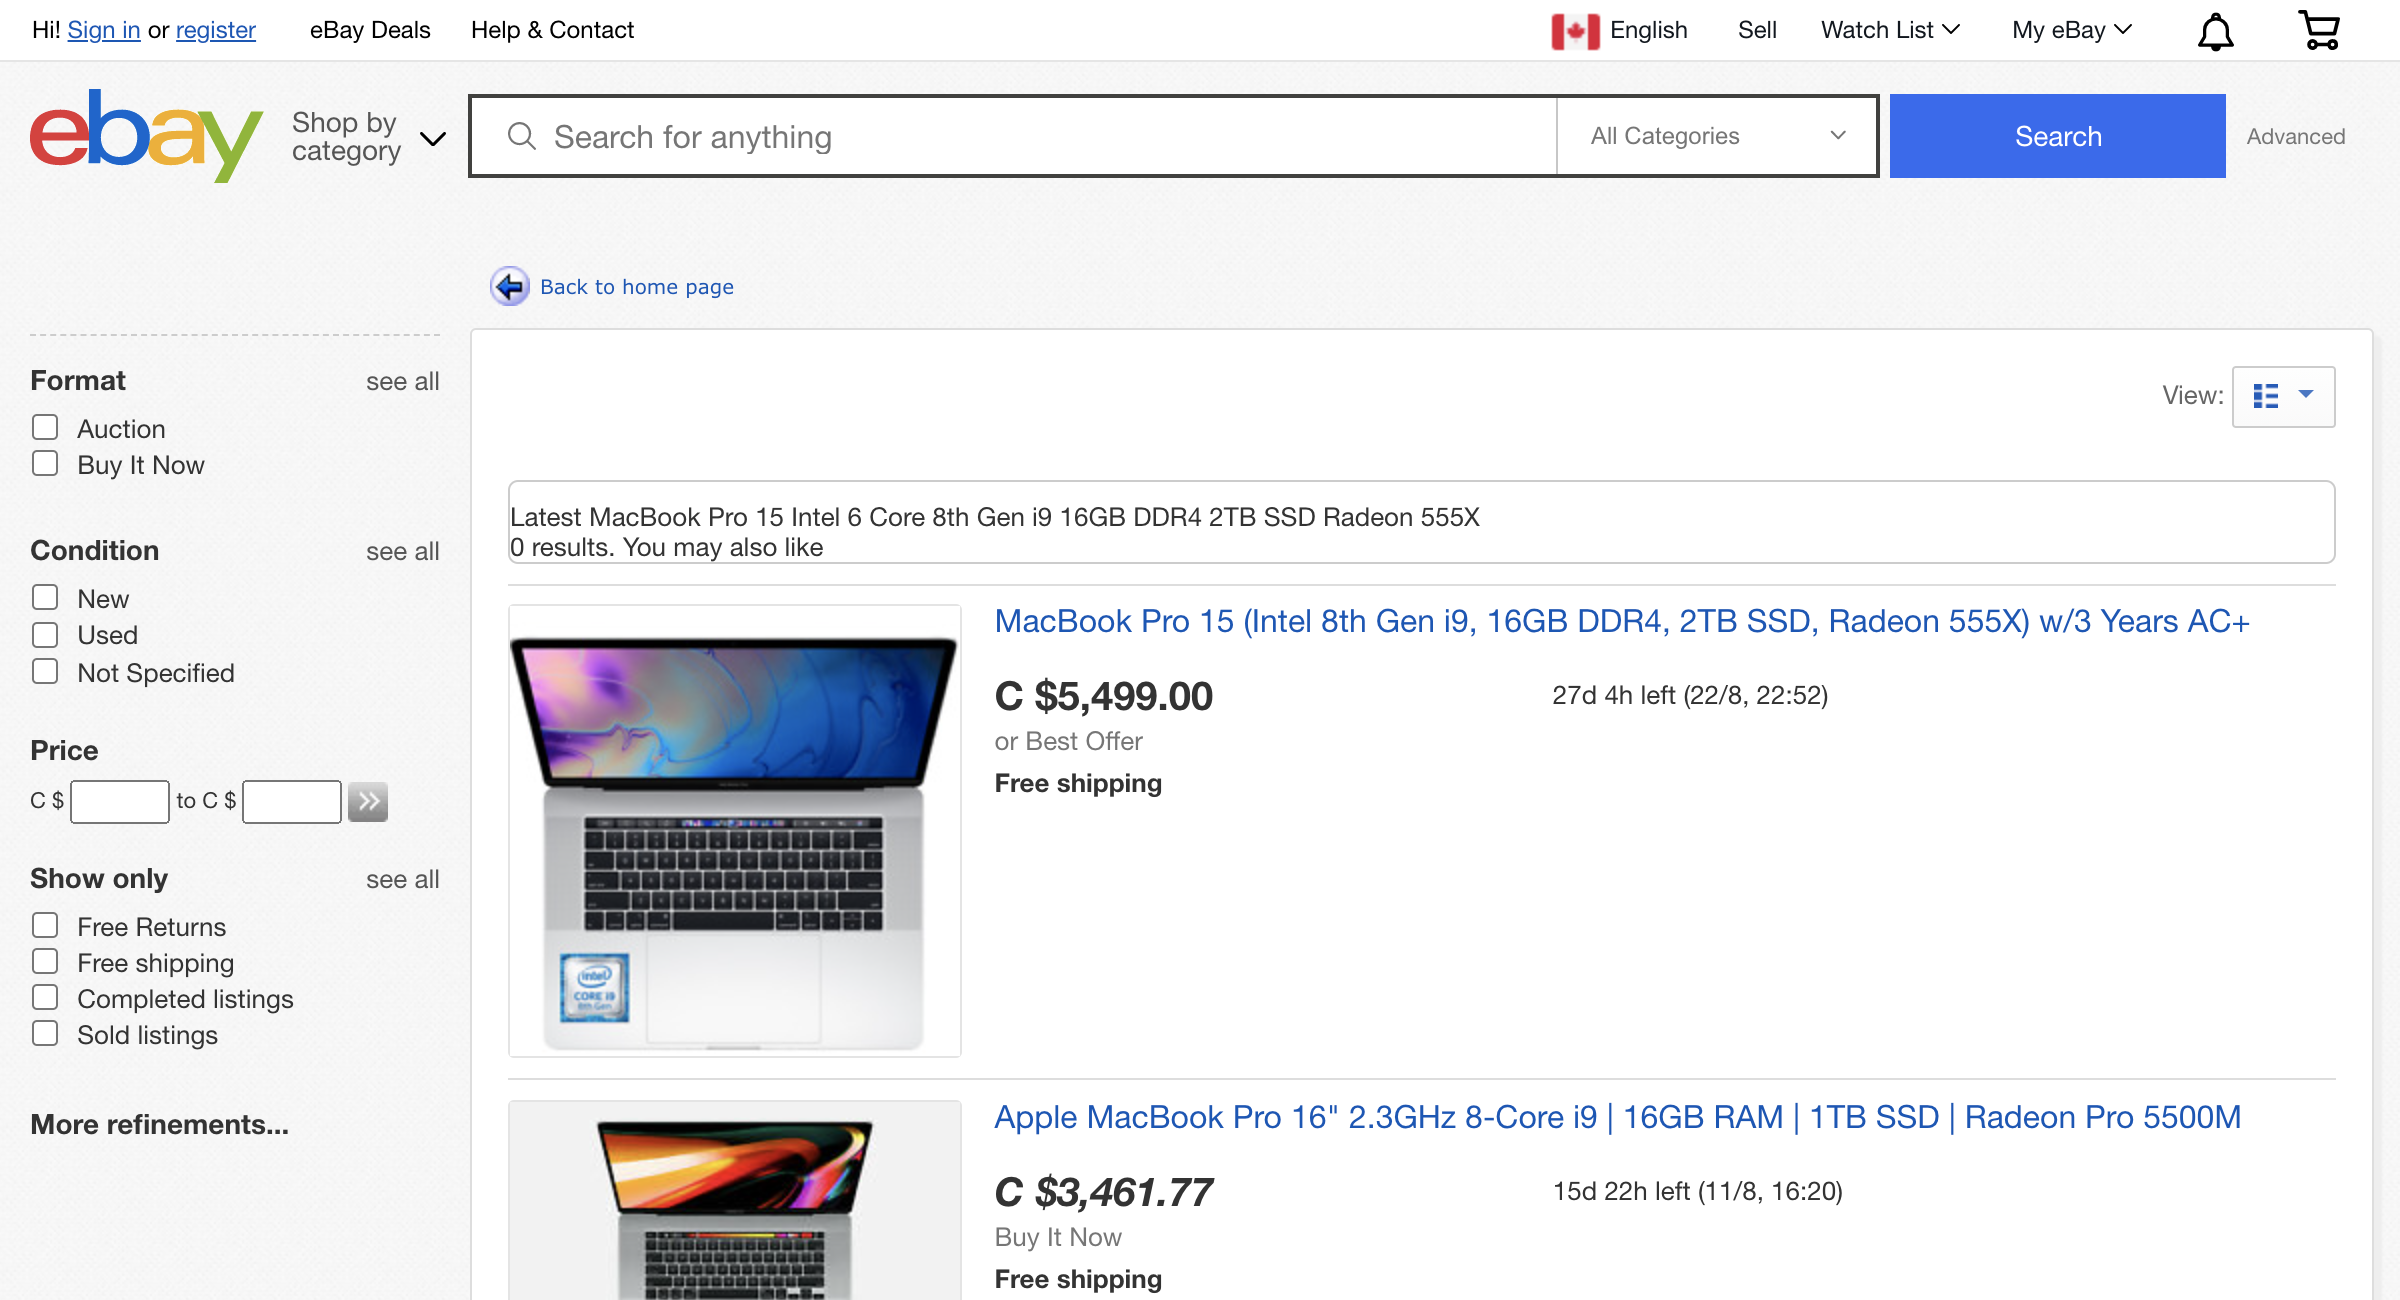 Hi! Sign in or register eBay Deals Help & Contact English Sell Watch List My eBay
ebay
Shop by category
Search for anything
All Categories
Search
Advanced
Back to home page
Format see all
Auction
Buy It Now
Condition see all
New
Used
Not Specified
Price
C $ to C $
Show only see all
Free Returns
Free shipping
Completed listings
Sold listings
More refinements...
View:
Latest MacBook Pro 15 Intel 6 Core 8th Gen i9 16GB DDR4 2TB SSD Radeon 555X
0 results. You may also like
MacBook Pro 15 (Intel 8th Gen i9, 16GB DDR4, 2TB SSD, Radeon 555X) w/3 Years AC+
C $5,499.00
27d 4h left (22/8, 22:52)
or Best Offer
Free shipping
intel
CORE i9
8th Gen
Apple MacBook Pro 16" 2.3GHz 8-Core i9 | 16GB RAM | 1TB SSD | Radeon Pro 5500M
C $3,461.77
15d 22h left (11/8, 16:20)
Buy It Now
Free shipping